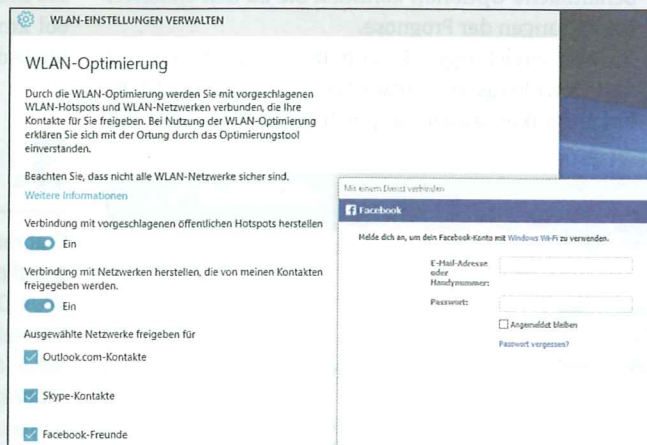 WLAN-EINSTELLUNGEN VERWALTEN
WLAN-Optimierung
Durch die WLAN-Optimierung werden Sie mit vorgeschlagenen
WLAN-Hotspots und WLAN-Netzwerken verbunden, die Ihre
Kontakte für Sie freigeben. Bei Nutzung der WLAN-Optimierung
erklären Sie sich mit der Ortung durch das Optimierungstool
einverstanden.
Beachten Sie, dass nicht alle WLAN-Netzwerke sicher sind.
Weitere Informationen
Verbindung mit vorgeschlagenen öffentlichen Hotspots herstellen
Ein
Verbindung mit Netzwerken herstellen, die von meinen Kontakten
freigegeben werden.
Ein
Ausgewählte Netzwerke freigeben für
Outlook.com-Kontakte
Skype-Kontakte
Facebook-Freunde
Mit einem Dienst verbinden
Facebook
Melde dich an, um dein Facebook-Konto mit Windows Wi-Fi zu verwenden.
E-Mail-Adresse
oder
Handynummer:
Passwort:
Angemeldet bleiben
Passwort vergessen?